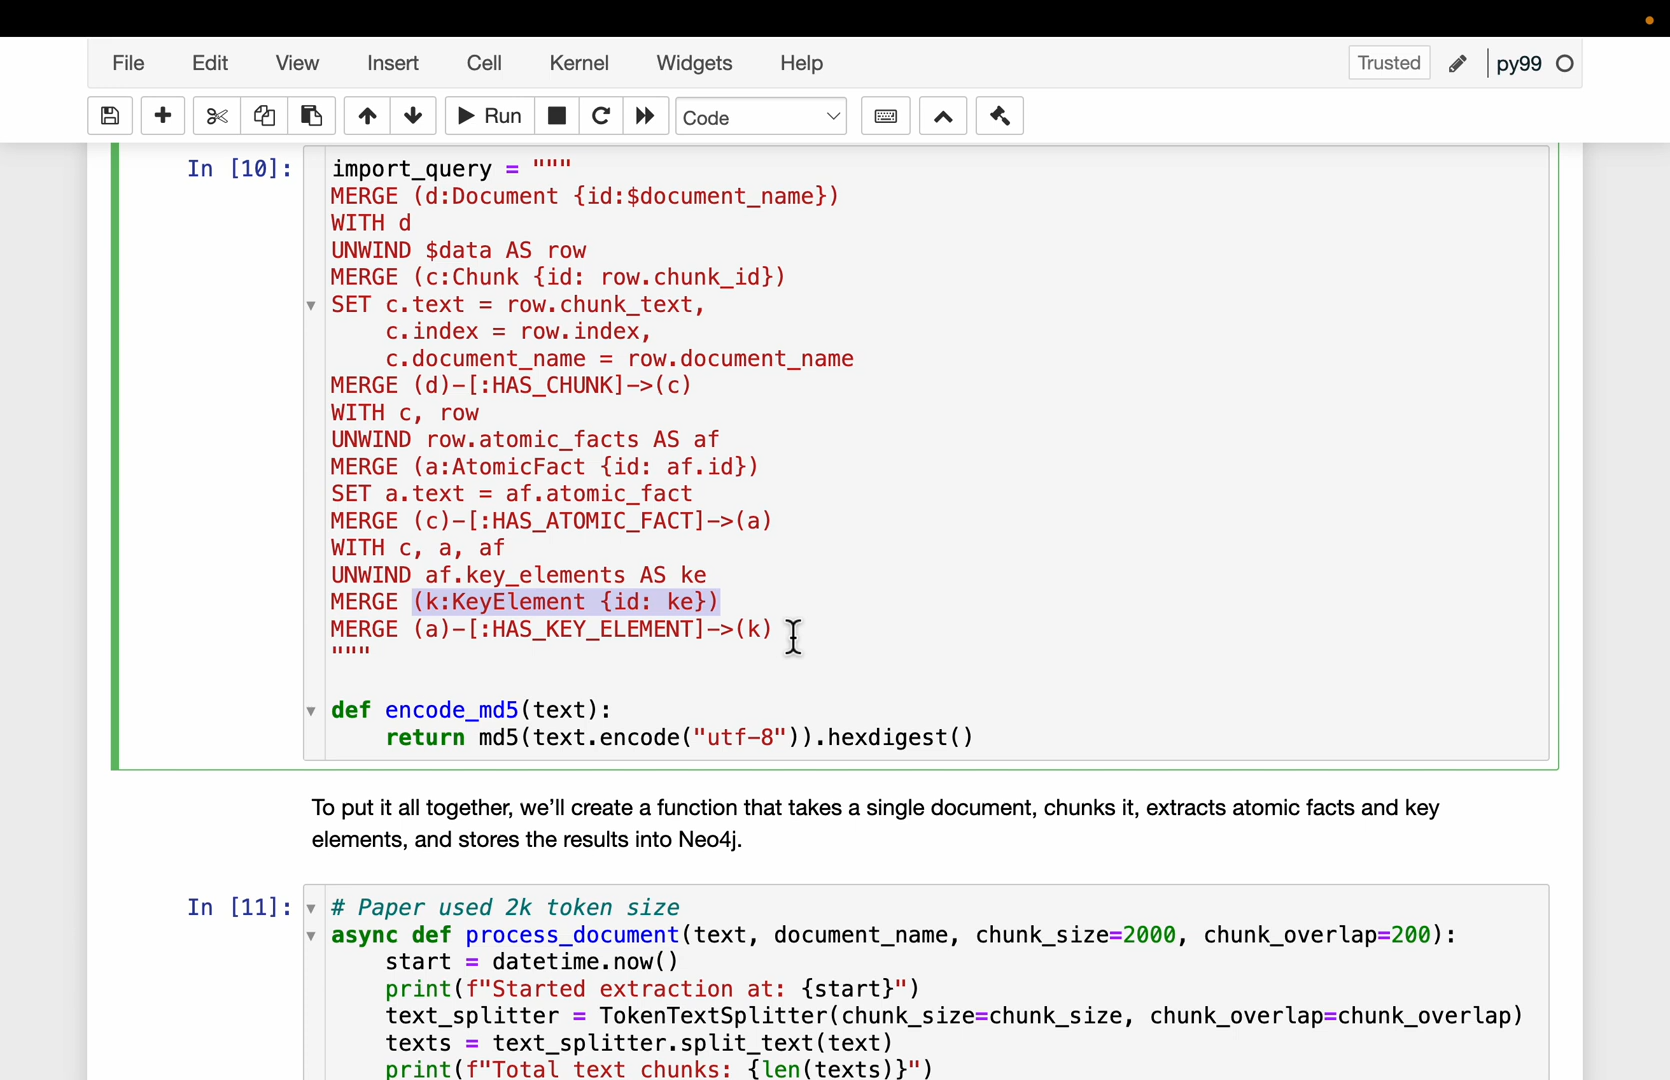 File Edit View Insert Cell Kernel Widgets Help Trusted py99
Run Code
In [10]:
import_query = """
MERGE (d:Document {id:$document_name})
WITH d
UNWIND $data AS row
MERGE (c:Chunk {id: row.chunk_id})
SET c.text = row.chunk_text,
    c.index = row.index,
    c.document_name = row.document_name
MERGE (d)-[:HAS_CHUNK]->(c)
WITH c, row
UNWIND row.atomic_facts AS af
MERGE (a:AtomicFact {id: af.id})
SET a.text = af.atomic_fact
MERGE (c)-[:HAS_ATOMIC_FACT]->(a)
WITH c, a, af
UNWIND af.key_elements AS ke
MERGE (k:KeyElement {id: ke})
MERGE (a)-[:HAS_KEY_ELEMENT]->(k)
"""
def encode_md5(text):
    return md5(text.encode("utf-8")).hexdigest()
To put it all together, we’ll create a function that takes a single document, chunks it, extracts atomic facts and key
elements, and stores the results into Neo4j.
In [11]:
# Paper used 2k token size
async def process_document(text, document_name, chunk_size=2000, chunk_overlap=200):
    start = datetime.now()
    print(f"Started extraction at: {start}")
    text_splitter = TokenTextSplitter(chunk_size=chunk_size, chunk_overlap=chunk_overlap)
    texts = text_splitter.split_text(text)
    print(f"Total text chunks: {len(texts)}")